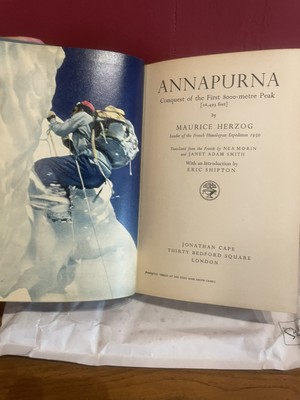 ANNAPURNA
Conquest of the First 8000-metre Peak
[26,493 feet]
by
MAURICE HERZOG
Leader of the French Himalayan Expedition 1950
Translated from the French by NEA MORIN
and JANET ADAM SMITH
With an Introduction by
ERIC SHIPTON
JONATHAN CAPE
THIRTY BEDFORD SQUARE
LONDON